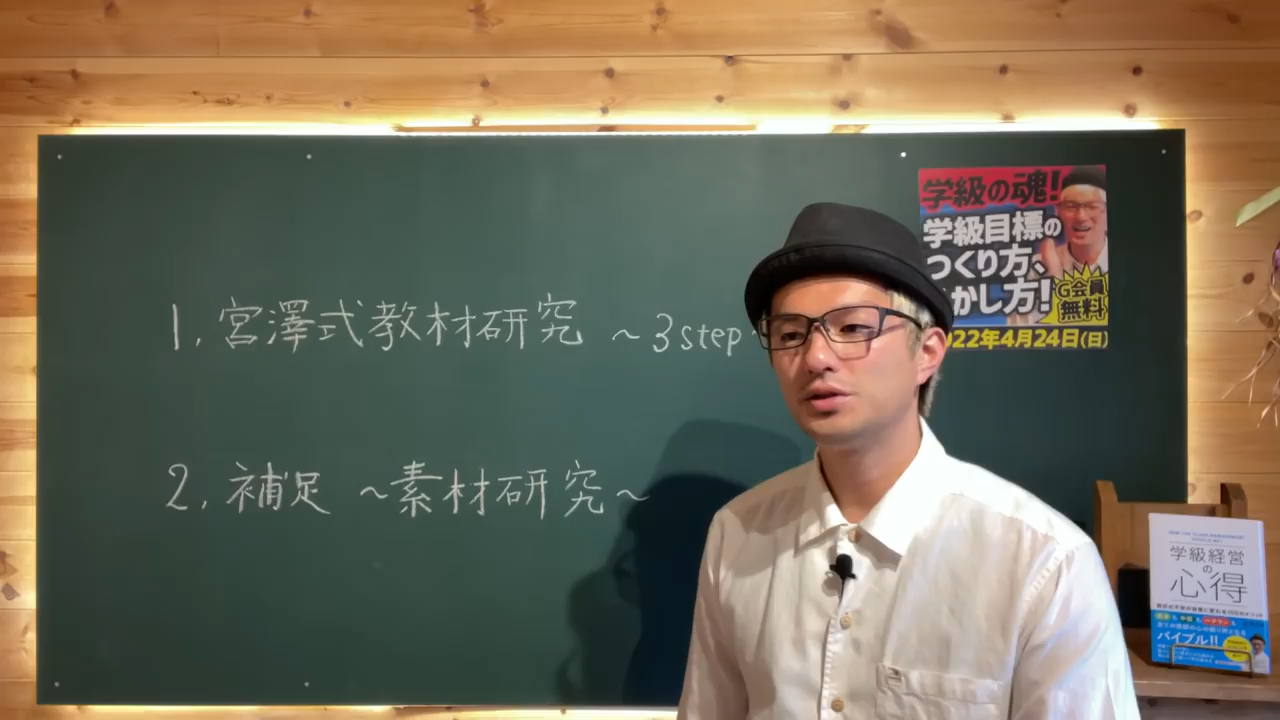 1. 宮澤式教材研究 ~3step
2. 補足 ~素材研究~
学級の魂!
学級目標の
つくり方、
かし方!
G会員
無料
022年4月24日(日)
学級経営
の
心得
バイブル!!